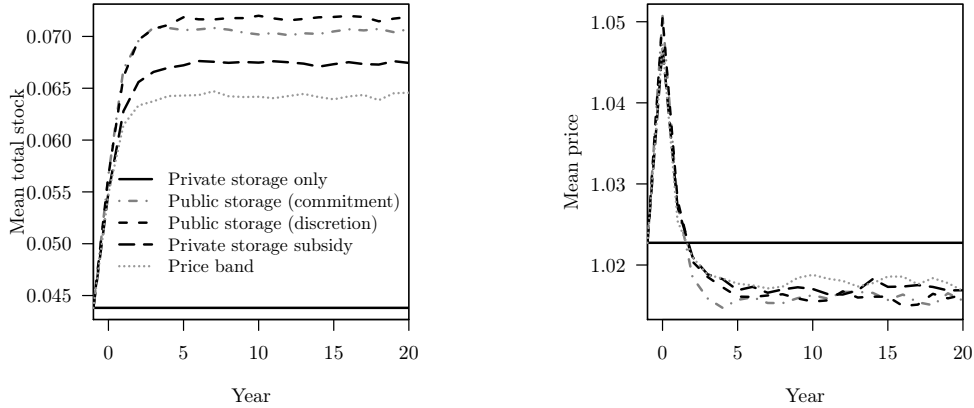 Mean total stock
0.070
0.065
0.060
0.055
0.050
0.045
Private storage only
Public storage (commitment)
Public storage (discretion)
Private storage subsidy
Price band
0 5 10 15 20
Year
Mean price
1.05
1.04
1.03
1.02
0 5 10 15 20
Year